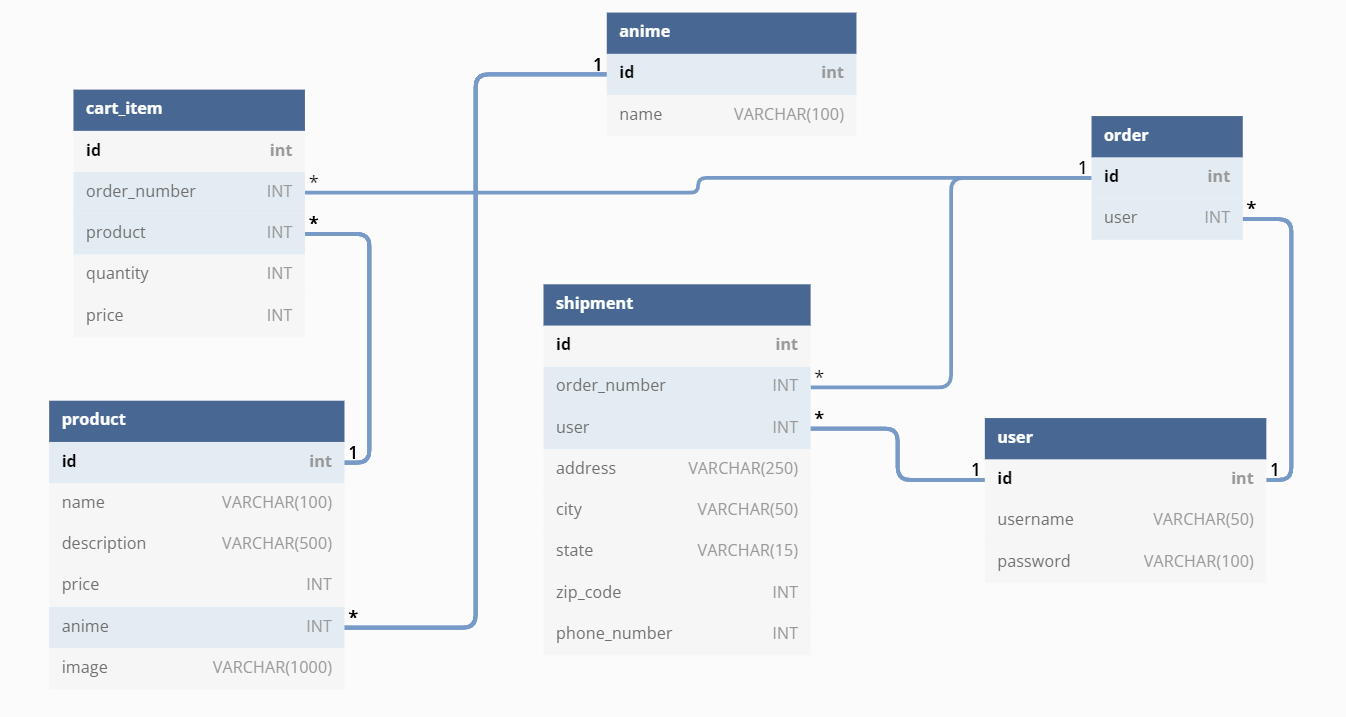 anime
id int
name VARCHAR(100)
1
cart_item
id int
order_number INT
product INT
quantity INT
price INT
*
*
order
id int
user INT
1
*
shipment
id int
order_number INT
user INT
address VARCHAR(250)
city VARCHAR(50)
state VARCHAR(15)
zip_code INT
phone_number INT
*
*
product
id int
name VARCHAR(100)
description VARCHAR(500)
price INT
anime INT
image VARCHAR(1000)
1
*
user
id int
username VARCHAR(50)
password VARCHAR(100)
1
1